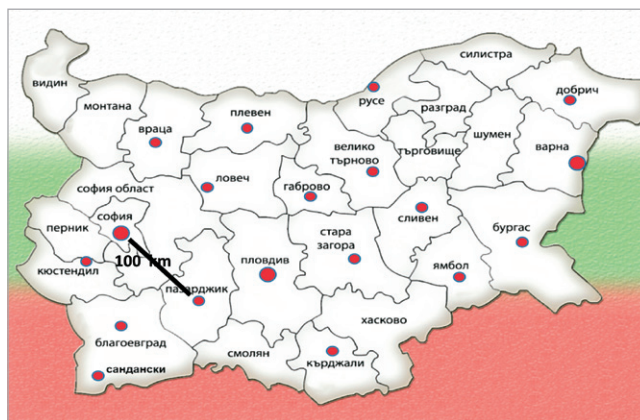 силистра
видин
добрич
русе
монтана
разград
плевен
враца
шумен
велико
търново
варна
търговище
ловеч
габрово
софия област
софия
сливен
перник
стара
загора
бургас
100 km
пловдив
кюстендил
ямбол
пазарджик
хасково
благоевград
смолян
кърджали
сандански